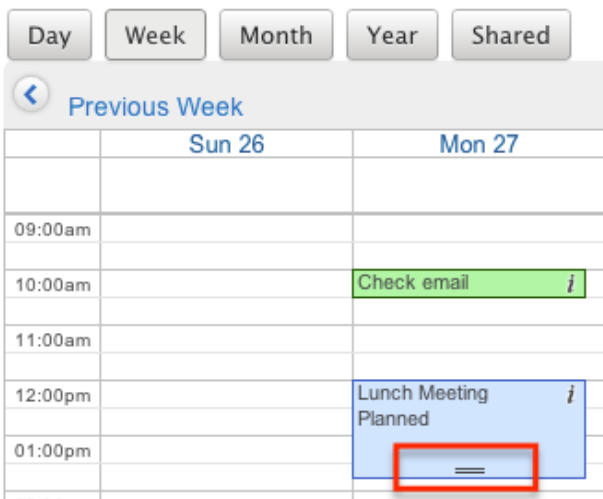 Day Week Month Year Shared
Previous Week
Sun 26 Mon 27
09:00am
10:00am Check email i
11:00am
12:00pm Lunch Meeting i
Planned
01:00pm